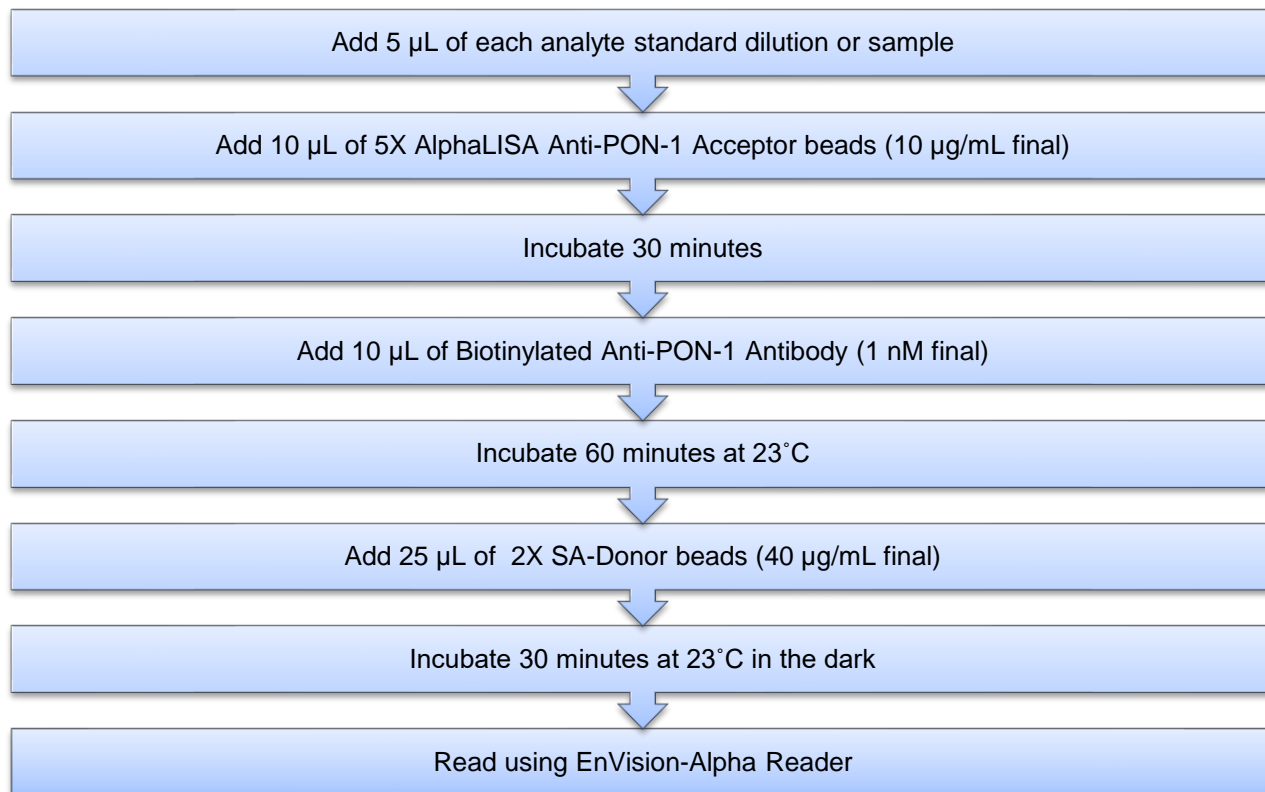 Add 5 µL of each analyte standard dilution or sample
Add 10 µL of 5X AlphaLISA Anti-PON-1 Acceptor beads (10 µg/mL final)
Incubate 30 minutes
Add 10 µL of Biotinylated Anti-PON-1 Antibody (1 nM final)
Incubate 60 minutes at 23˚C
Add 25 µL of  2X SA-Donor beads (40 µg/mL final)
Incubate 30 minutes at 23˚C in the dark
Read using EnVision-Alpha Reader